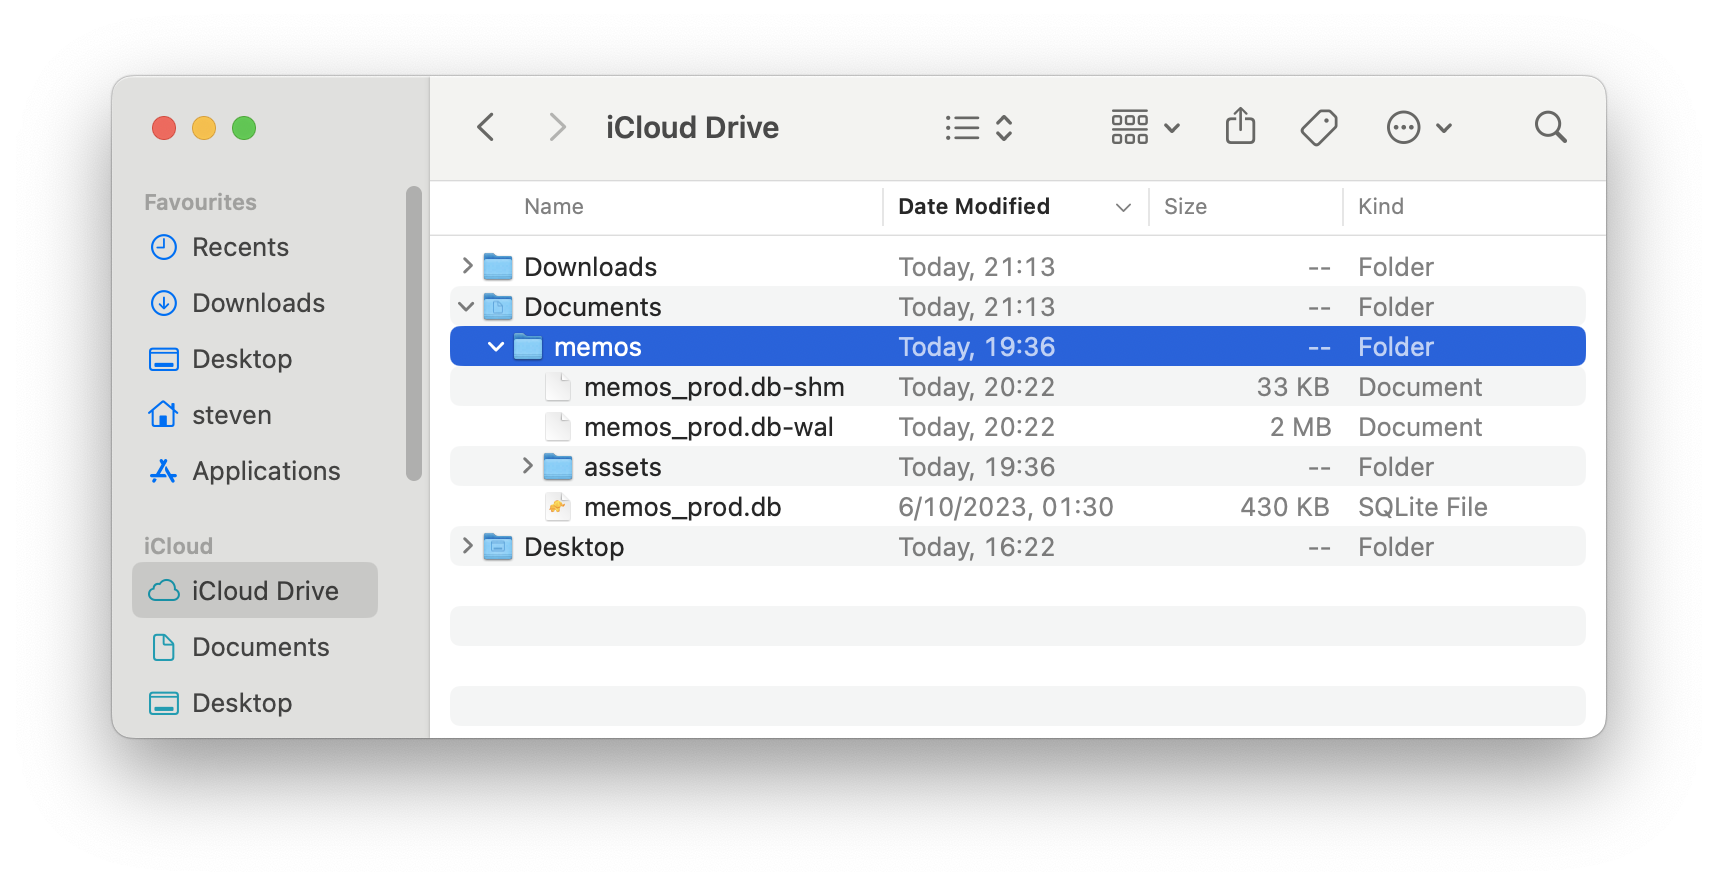 iCloud Drive
Favourites
Recents
Downloads
Desktop
steven
Applications
iCloud
iCloud Drive
Documents
Desktop
Name Date Modified Size Kind
Downloads Today, 21:13 -- Folder
Documents Today, 21:13 -- Folder
memos Today, 19:36 -- Folder
memos_prod.db-shm Today, 20:22 33 KB Document
memos_prod.db-wal Today, 20:22 2 MB Document
assets Today, 19:36 -- Folder
memos_prod.db 6/10/2023, 01:30 430 KB SQLite File
Desktop Today, 16:22 -- Folder